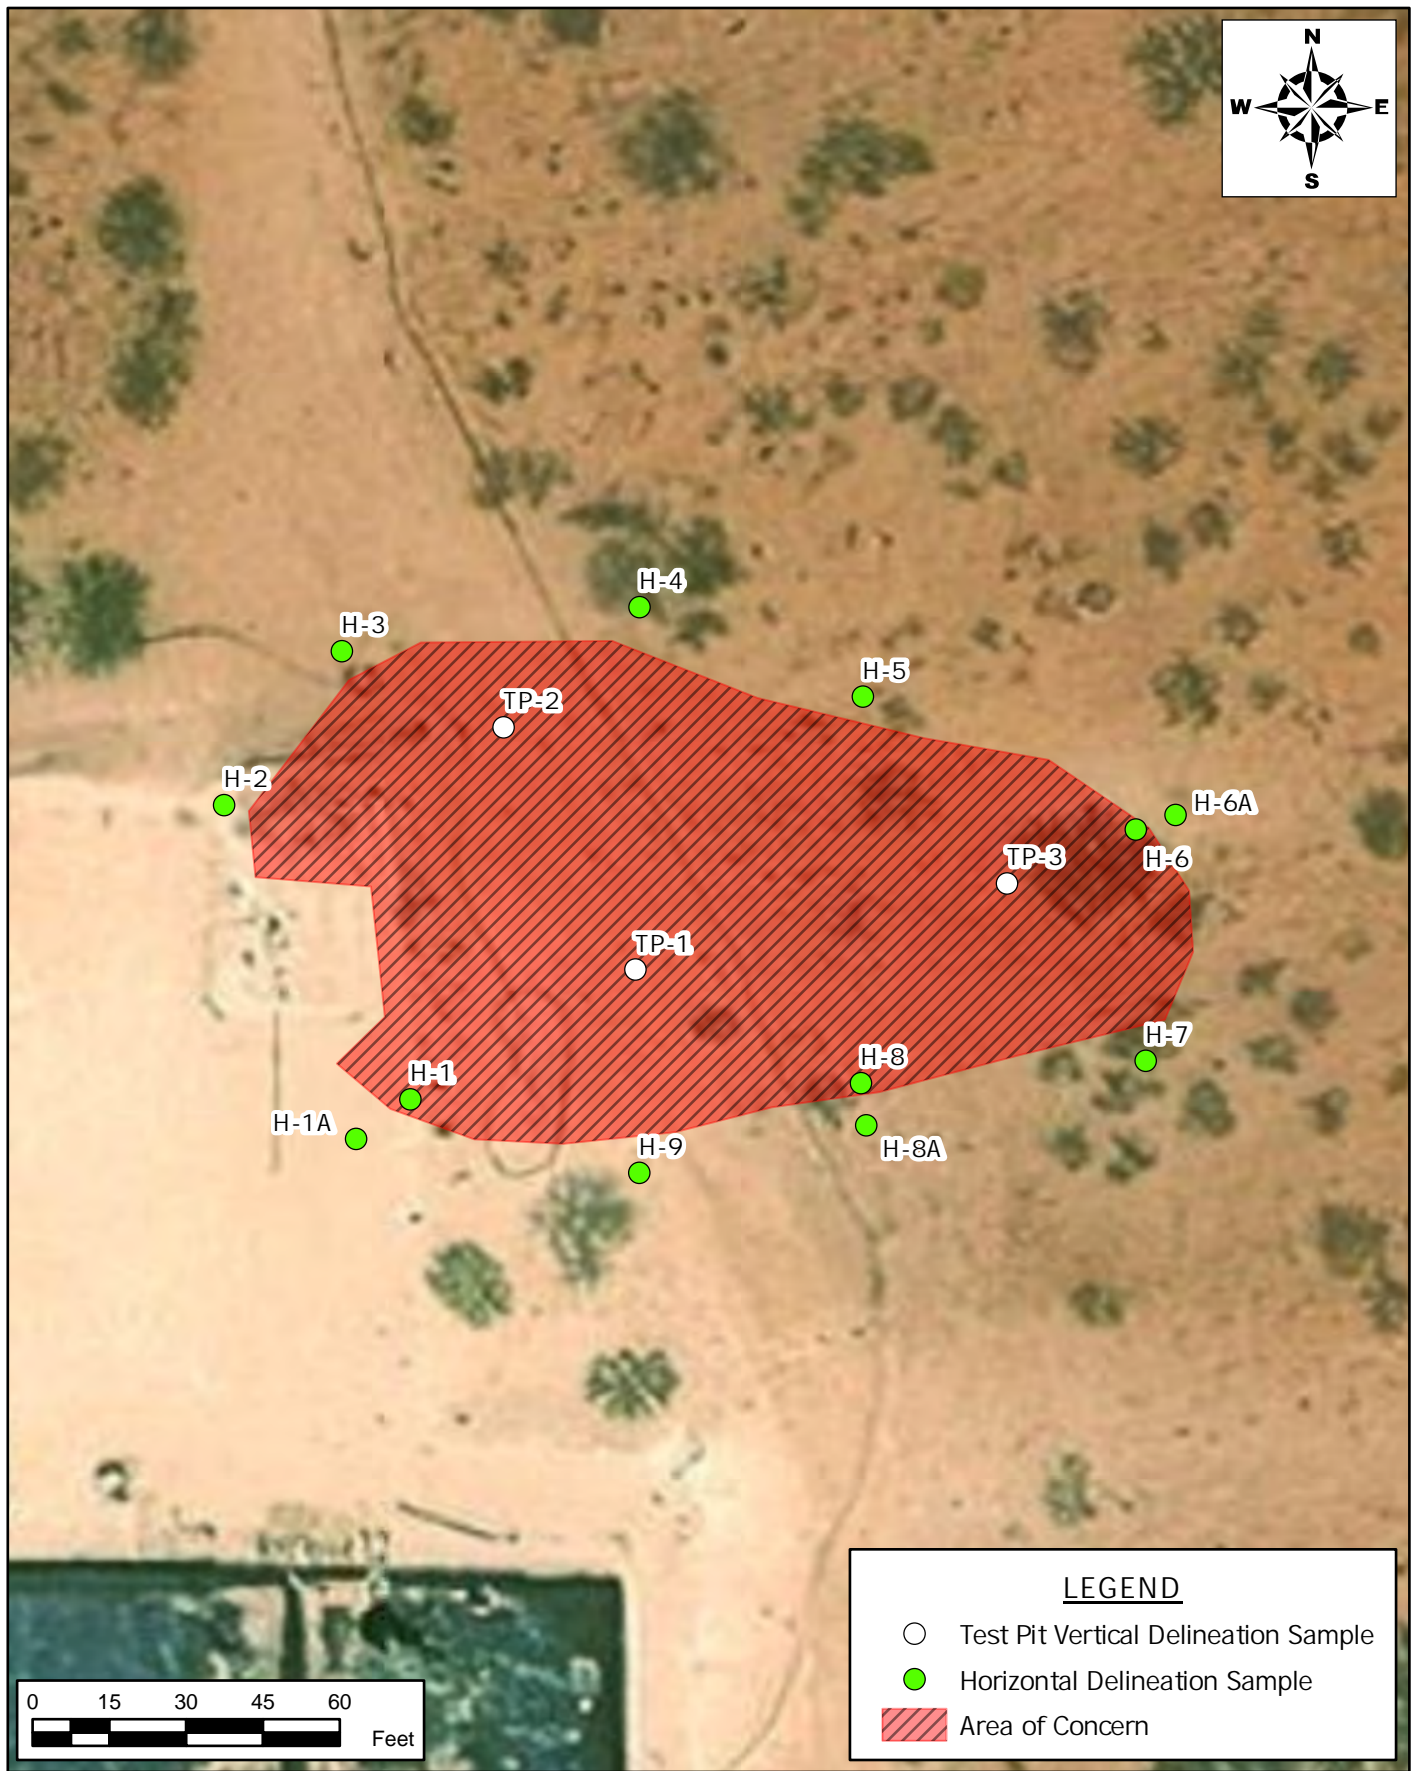 N
W E
S
H-4
H-3
H-5
TP-2
H-2
H-6A
H-6
TP-3
TP-1
H-7
H-8
H-1
H-1A
H-8A
H-9
LEGEND
Test Pit Vertical Delineation Sample
Horizontal Delineation Sample
Area of Concern
0 15 30 45 60
Feet